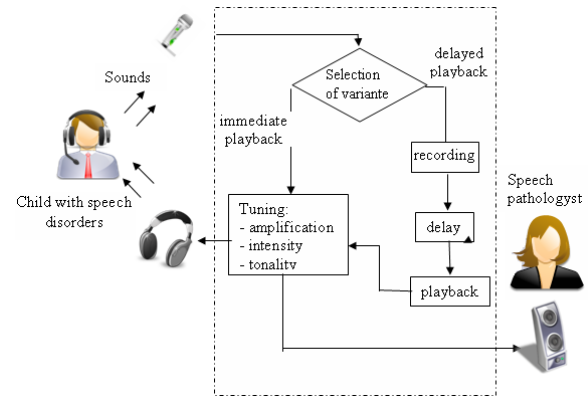 Sounds
Child with speech
disorders
Selection
of variante
delayed
playback
immediate
playback
recording
delay
playback
Tuning:
- amplification
- intensity
- tonality
Speech
pathologyst